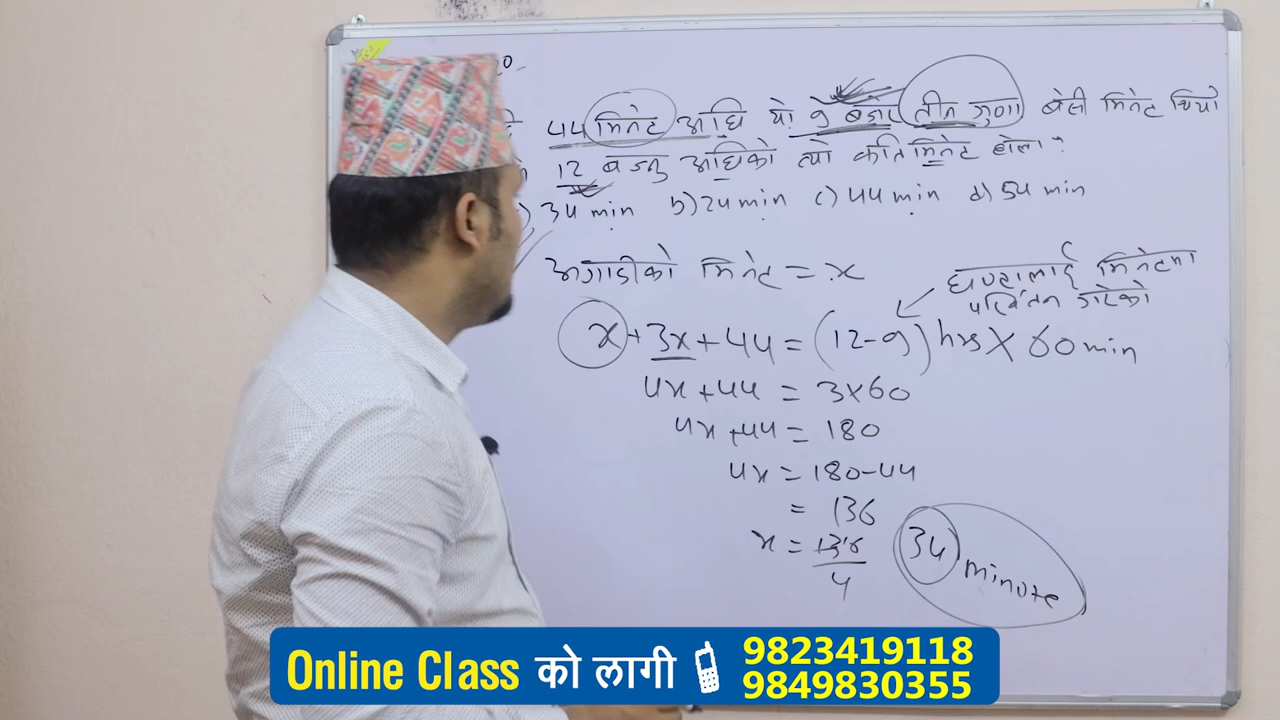 20
४४ मिनेट अघि यो ९ बजेर तीन गुणा बेसी मिनेट थियो
12 बज्नु अघिको त्यो कति मिनेट होला?
34 min b) 24 min c) 44 min d) 54 min
अगाडीको मिनेट = x
घण्टालाई मिनेटमा
परिवर्तन गरेको
x + 3x + 44 = (12-9) hrs X 60 min
4x + 44 = 3x60
4x + 44 = 180
4x = 180-44
= 136
x = 136
4
34 minute
Online Class को लागी
9823419118
9849830355